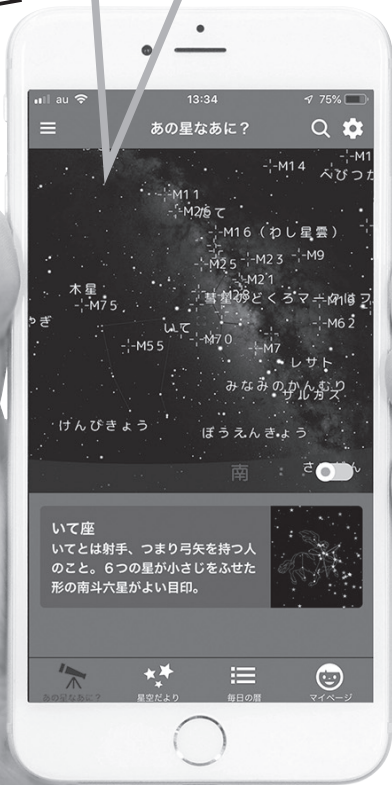 au 13:34 75%
あの星なあに?
M14
へびつか
M11
M16(わし星雲)
M25 M23 M9
M21
木星
M75
M62
やぎ
いて
M55 M70
M7
レサト
みなみのかんむり
サルガス
けんびきょう
ぼうえんきょう
南
いて座
いてとは射手、つまり弓矢を持つ人
のこと。6つの星が小さじをふせた
形の南斗六星がよい目印。
あの星なあに? 星空だより 毎日の暦 マイページ